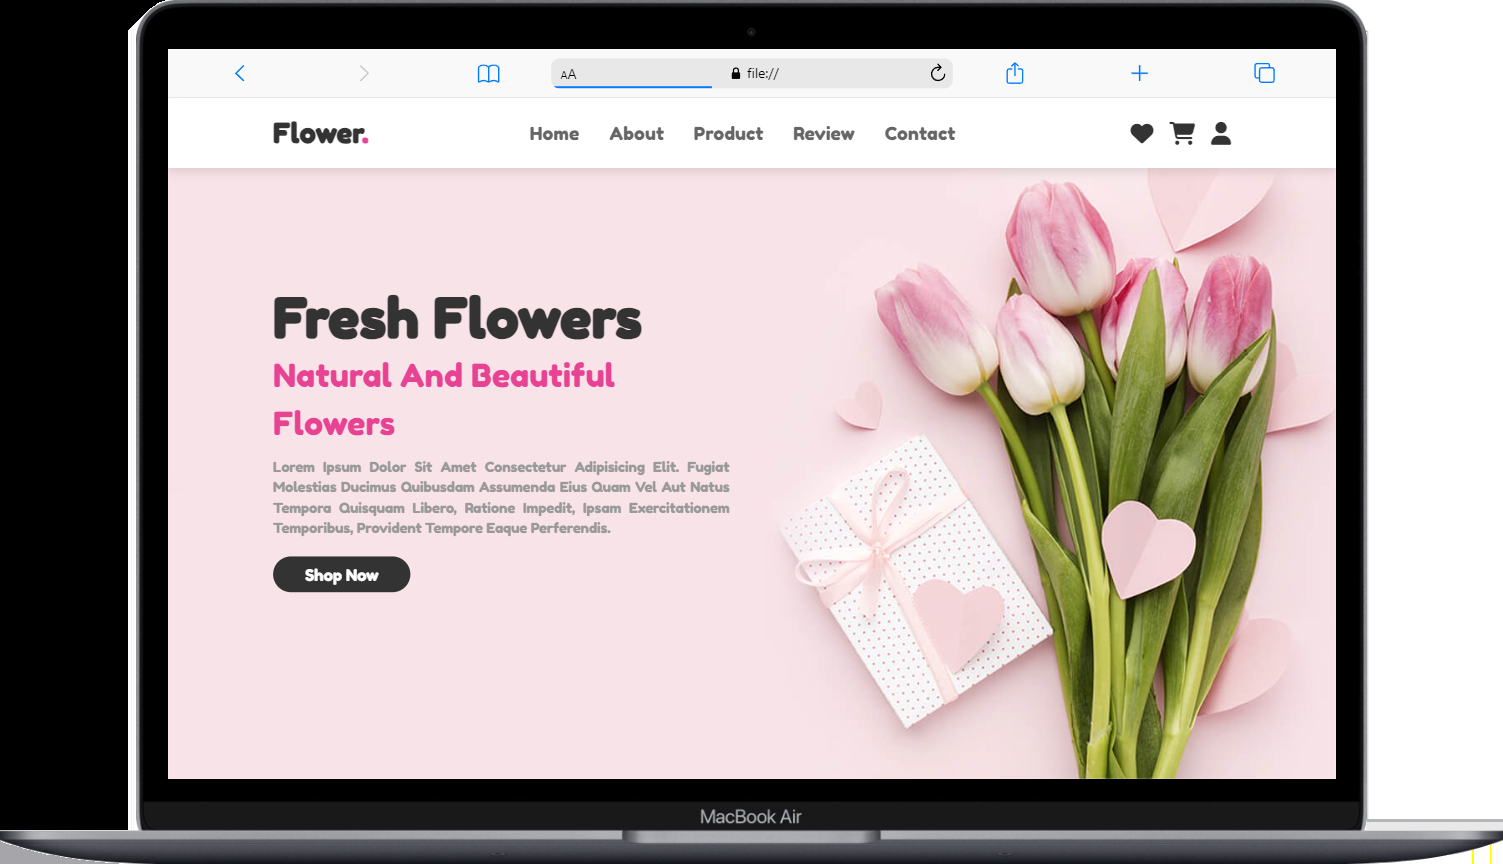 AA file://
Flower.
Home About Product Review Contact
Fresh Flowers
Natural And Beautiful
Flowers
Lorem Ipsum Dolor Sit Amet Consectetur Adipisicing Elit. Fugiat
Molestias Ducimus Quibusdam Assumenda Eius Quam Vel Aut Natus
Tempora Quisquam Libero, Ratione Impedit, Ipsam Exercitationem
Temporibus, Provident Tempore Eaque Perferendis.
Shop Now
MacBook Air